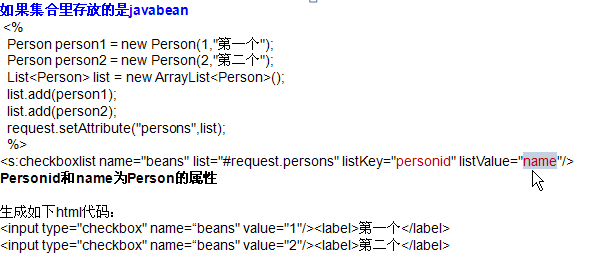 如果集合里存放的是javabean
<%
Person person1 = new Person(1,"第一个");
Person person2 = new Person(2,"第二个");
List<Person> list = new ArrayList<Person>();
list.add(person1);
list.add(person2);
request.setAttribute("persons",list);
%>
<s:checkboxlist name="beans" list="#request.persons" listKey="personid" listValue="name"/>
Personid和name为Person的属性
生成如下html代码：
<input type="checkbox" name=“beans" value="1"/><label>第一个</label>
<input type="checkbox" name=“beans" value="2"/><label>第二个</label>